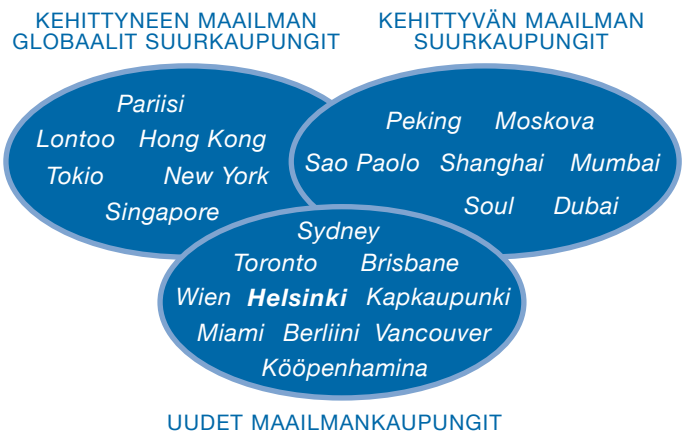 KEHITTYNEEN MAAILMAN
GLOBAALIT SUURKAUPUNGIT
KEHITTYVÄN MAAILMAN
SUURKAUPUNGIT
Pariisi
Lontoo Hong Kong
Tokio New York
Singapore
Peking Moskova
Sao Paolo Shanghai Mumbai
Soul Dubai
Sydney
Toronto Brisbane
Wien Helsinki Kapkaupunki
Miami Berliini Vancouver
Kööpenhamina
UUDET MAAILMANKAUPUNGIT